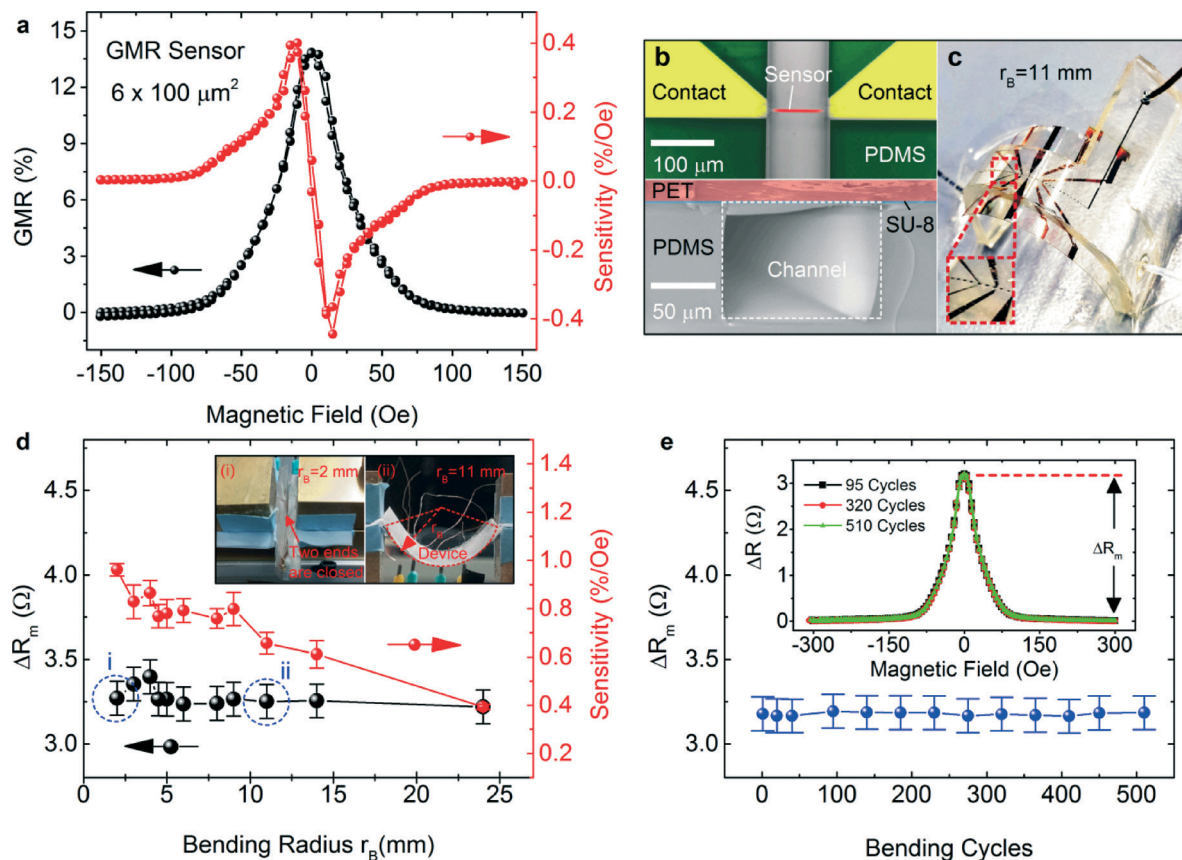 a
GMR Sensor
6 x 100 μm²
15
12
9
6
3
0
GMR (%)
0.4
0.2
0.0
-0.2
-0.4
Sensitivity (%/Oe)
-150 -100 -50 0 50 100 150
Magnetic Field (Oe)
b
Sensor
Contact Contact
100 μm
PDMS
PET
SU-8
PDMS
Channel
50 μm
c
r_B=11 mm
d
4.5
4.0
3.5
3.0
ΔR_m (Ω)
(i)
r_B=2 mm
Two ends
are closed
(ii)
r_B=11 mm
r_B
Device
i
ii
1.4
1.2
1.0
0.8
0.6
0.4
0.2
0.0
Sensitivity (%/Oe)
0 5 10 15 20 25
Bending Radius r_B(mm)
e
4.5
4.0
3.5
3.0
ΔR_m (Ω)
3
2
1
0
ΔR (Ω)
95 Cycles
320 Cycles
510 Cycles
ΔR_m
-300 -150 0 150 300
Magnetic Field (Oe)
0 100 200 300 400 500
Bending Cycles